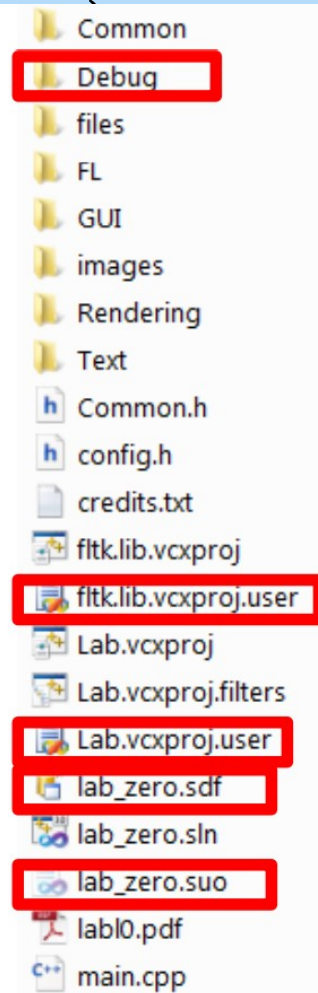 Common
Debug
files
FL
GUI
images
Rendering
Text
Common.h
config.h
credits.txt
fltk.lib.vcxproj
fltk.lib.vcxproj.user
Lab.vcxproj
Lab.vcxproj.filters
Lab.vcxproj.user
lab_zero.sdf
lab_zero.sln
lab_zero.suo
labl0.pdf
main.cpp